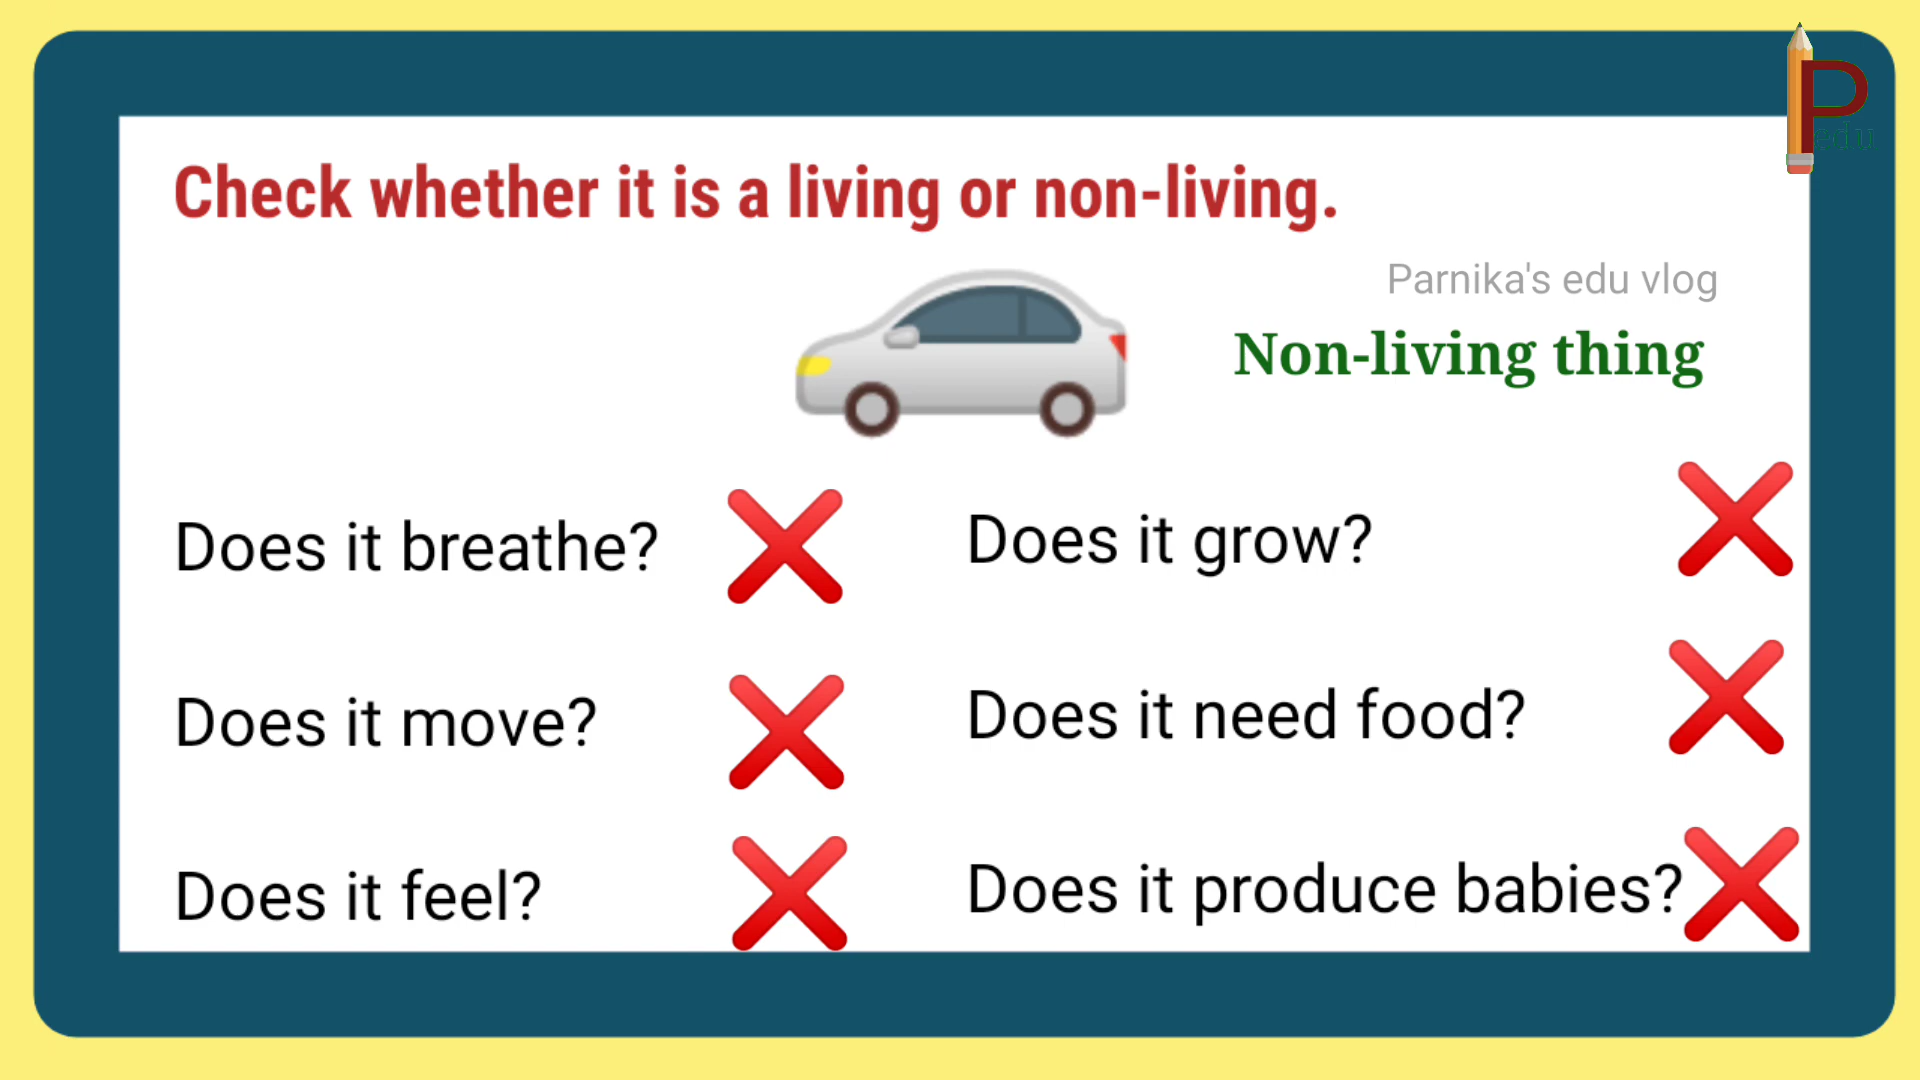 P
edu
Check whether it is a living or non-living.
Parnika's edu vlog
Non-living thing
Does it breathe?
Does it grow?
Does it move?
Does it need food?
Does it feel?
Does it produce babies?